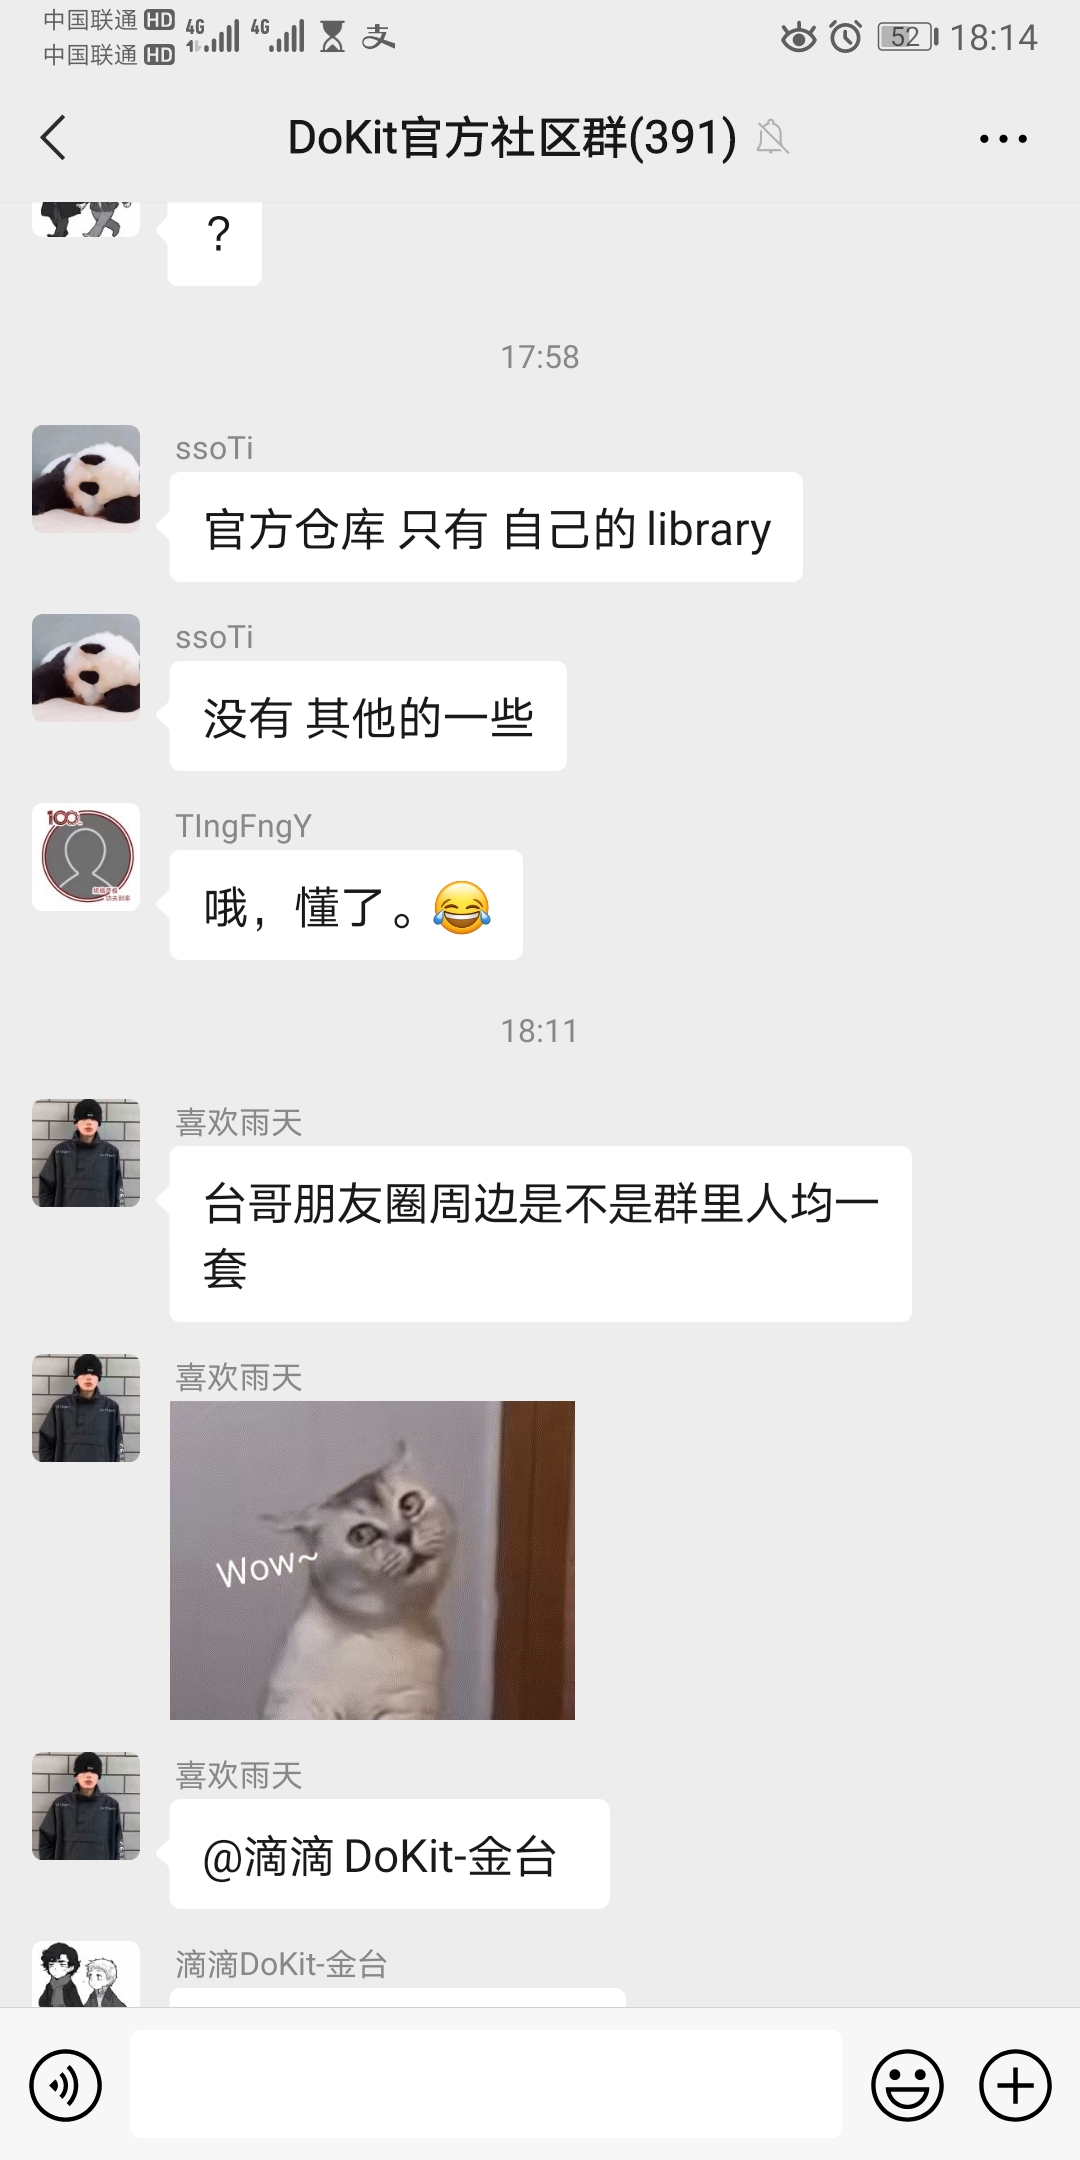 中国联通 HD 4G 4G 支 52 18:14
中国联通 HD
DoKit官方社区群(391)
?
17:58
ssoTi
官方仓库 只有 自己的 library
ssoTi
没有 其他的一些
100
TIngFngY
哦，懂了。😂
18:11
喜欢雨天
台哥朋友圈周边是不是群里人均一
套
喜欢雨天
Wow~
喜欢雨天
@滴滴 DoKit-金台
滴滴DoKit-金台